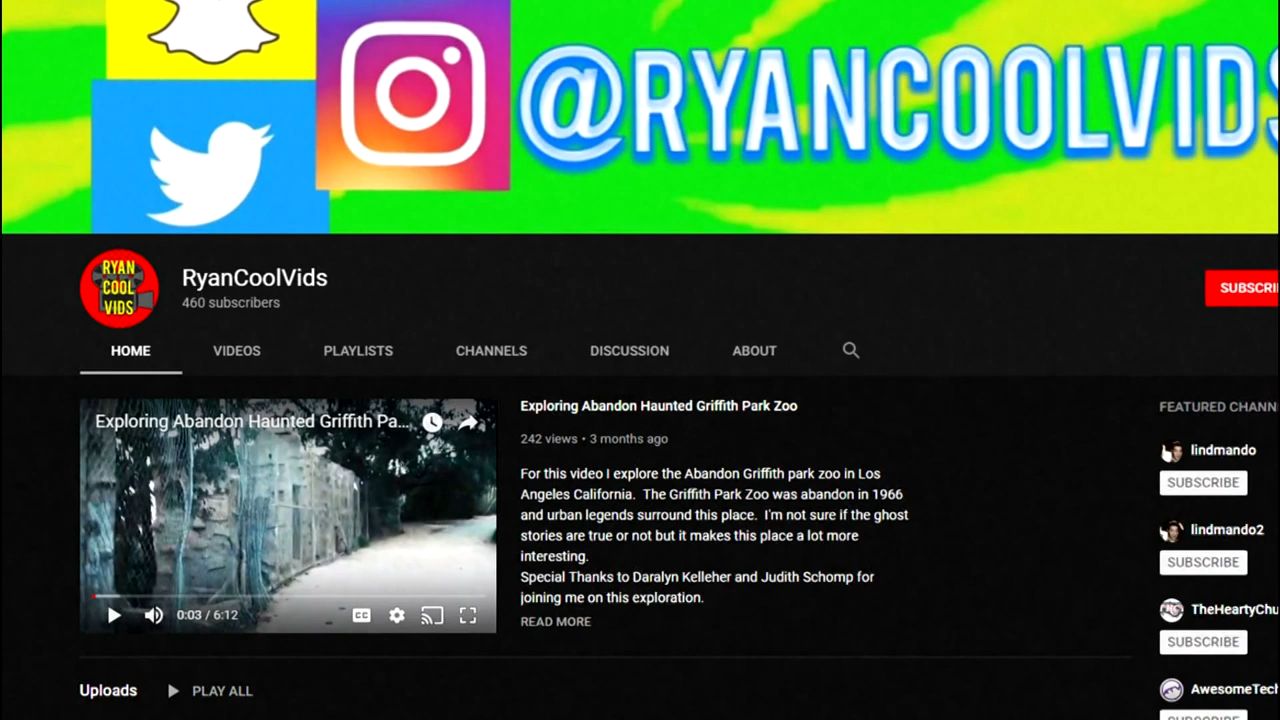 @RYANCOOLVIDS
RYAN
COOL
VIDS
RyanCoolVids
460 subscribers
SUBSCRI
HOME VIDEOS PLAYLISTS CHANNELS DISCUSSION ABOUT
Exploring Abandon Haunted Griffith Pa...
0:03 / 6:12
CC
Exploring Abandon Haunted Griffith Park Zoo
242 views • 3 months ago
For this video I explore the Abandon Griffith park zoo in Los
Angeles California. The Griffith Park Zoo was abandon in 1966
and urban legends surround this place. I'm not sure if the ghost
stories are true or not but it makes this place a lot more
interesting.
Special Thanks to Daralyn Kelleher and Judith Schomp for
joining me on this exploration.
READ MORE
FEATURED CHANN
lindmando
SUBSCRIBE
lindmando2
SUBSCRIBE
TheHeartyChu
SUBSCRIBE
AwesomeTech
SUBSCRIBE
Uploads PLAY ALL